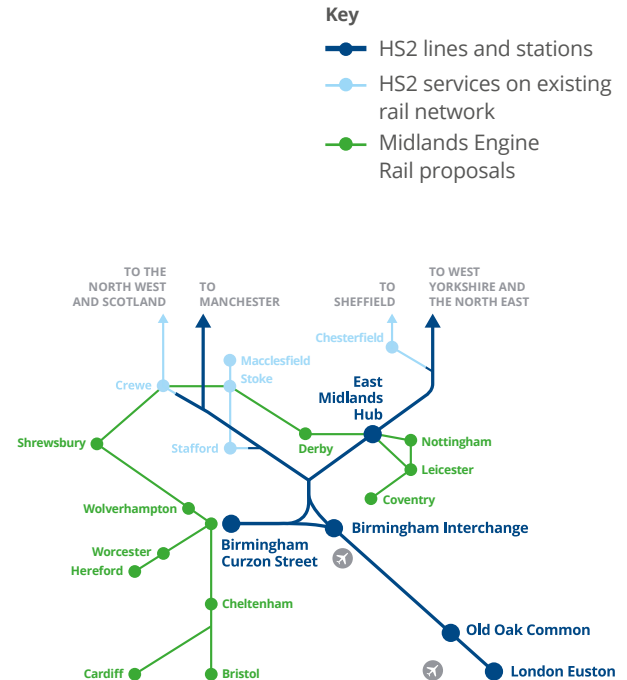 Key
HS2 lines and stations
HS2 services on existing
rail network
Midlands Engine
Rail proposals
TO THE
NORTH WEST
AND SCOTLAND
TO
MANCHESTER
TO
SHEFFIELD
TO WEST
YORKSHIRE AND
THE NORTH EAST
Chesterfield
Macclesfield
Stoke
Crewe
East
Midlands
Hub
Shrewsbury
Stafford
Derby
Nottingham
Leicester
Coventry
Wolverhampton
Birmingham
Curzon Street
Birmingham Interchange
Worcester
Hereford
Cheltenham
Old Oak Common
Cardiff
Bristol
London Euston